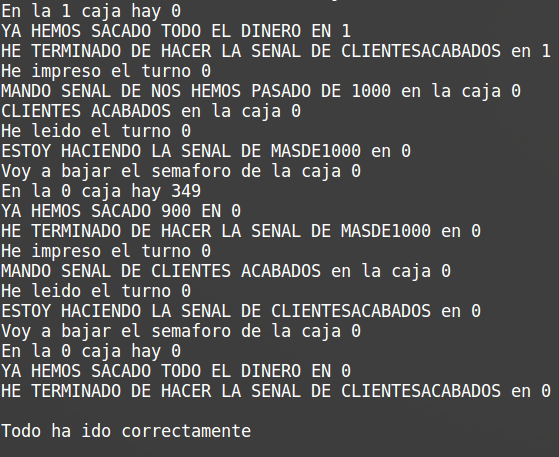 En la 1 caja hay 0
YA HEMOS SACADO TODO EL DINERO EN 1
HE TERMINADO DE HACER LA SENAL DE CLIENTESACABADOS en 1
He impreso el turno 0
MANDO SENAL DE NOS HEMOS PASADO DE 1000 en la caja 0
CLIENTES ACABADOS en la caja 0
He leido el turno 0
ESTOY HACIENDO LA SENAL DE MASDE1000 en 0
Voy a bajar el semaforo de la caja 0
En la 0 caja hay 349
YA HEMOS SACADO 900 EN 0
HE TERMINADO DE HACER LA SENAL DE MASDE1000 en 0
He impreso el turno 0
MANDO SENAL DE CLIENTES ACABADOS en la caja 0
He leido el turno 0
ESTOY HACIENDO LA SENAL DE CLIENTESACABADOS en 0
Voy a bajar el semaforo de la caja 0
En la 0 caja hay 0
YA HEMOS SACADO TODO EL DINERO EN 0
HE TERMINADO DE HACER LA SENAL DE CLIENTESACABADOS en 0
Todo ha ido correctamente